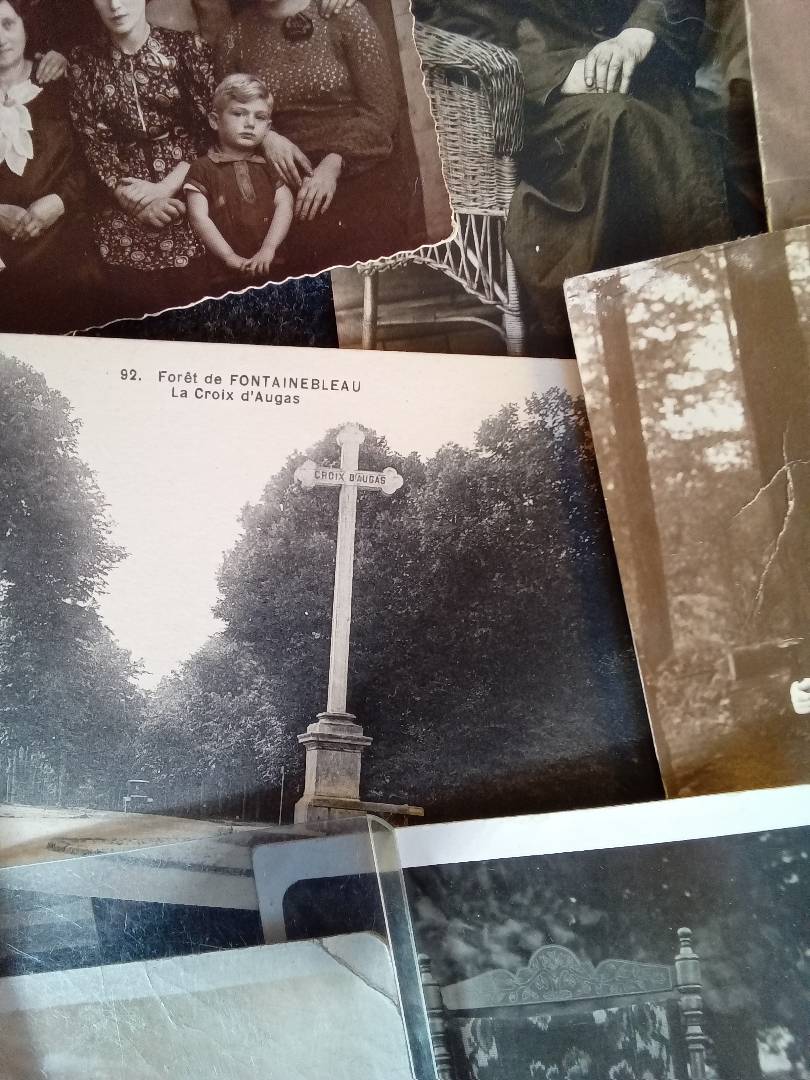 92. Forêt de FONTAINEBLEAU
La Croix d'Augas
CROIX D'AUGAS